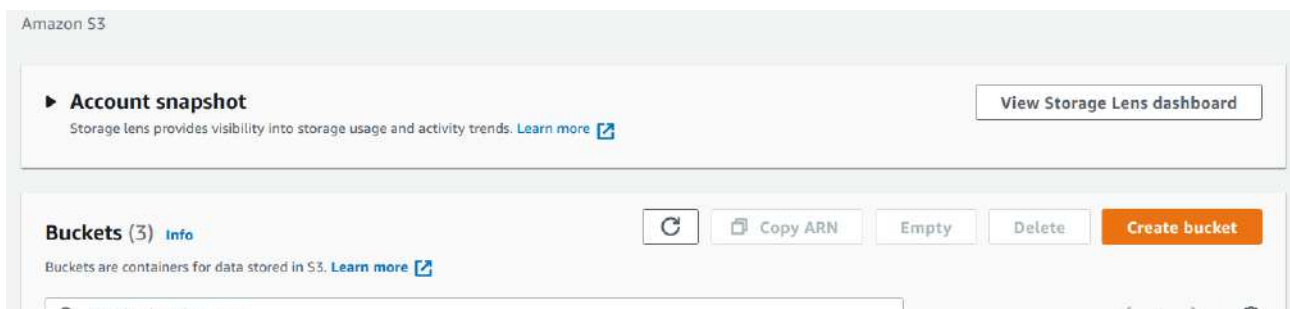 Amazon S3
Account snapshot
View Storage Lens dashboard
Storage lens provides visibility into storage usage and activity trends. Learn more
Buckets (3) Info
Copy ARN
Empty
Delete
Create bucket
Buckets are containers for data stored in S3. Learn more